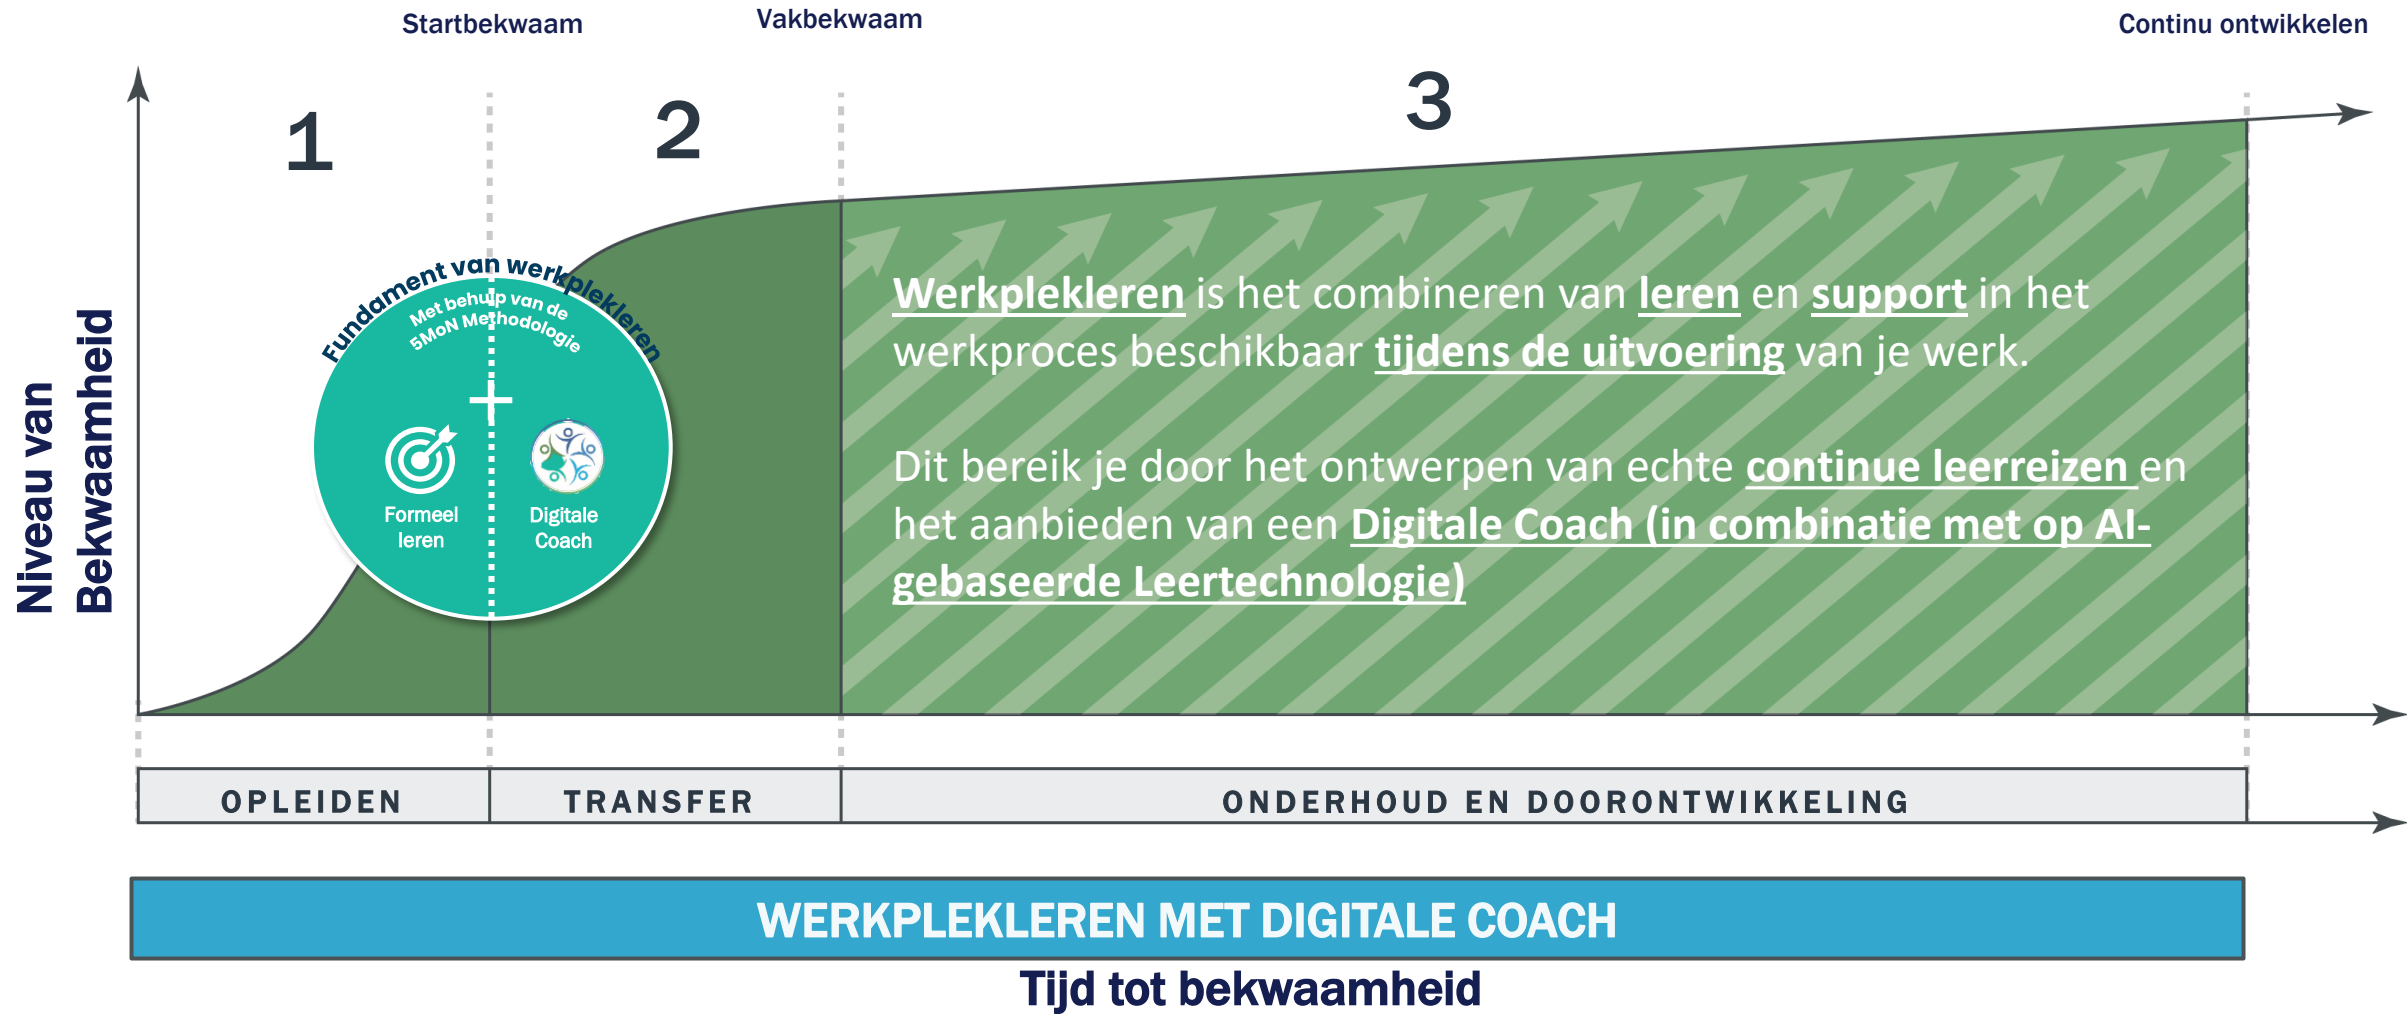 Startbekwaam
Vakbekwaam
Continu ontwikkelen
1
2
3
Niveau van
Bekwaamheid
Fundament van werkplekleren
Met behulp van de
5MoN Methodologie
Formeel
leren
Digitale
Coach
Werkplekleren is het combineren van leren en support in het
werkproces beschikbaar tijdens de uitvoering van je werk.
Dit bereik je door het ontwerpen van echte continue leerreizen en
het aanbieden van een Digitale Coach (in combinatie met op AI-
gebaseerde Leertechnologie)
OPLEIDEN
TRANSFER
ONDERHOUD EN DOORONTWIKKELING
WERKPLEKLEREN MET DIGITALE COACH
Tijd tot bekwaamheid